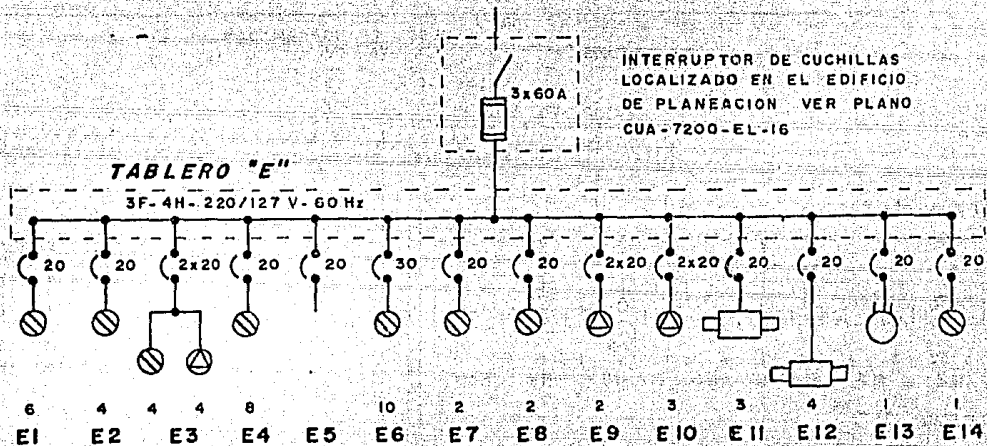 3x60A
INTERRUPTOR DE CUCHILLAS
LOCALIZADO EN EL EDIFICIO
DE PLANEACION VER PLANO
CUA-7200-EL-16
TABLERO "E"
3F-4H-220/127 V-60 Hz
20 20 2x20 20 20 30 20 20 2x20 2x20 20 20 20 20
6 4 4 4 8 10 2 2 2 3 3 4 1 1
E1 E2 E3 E4 E5 E6 E7 E8 E9 E10 E11 E12 E13 E14